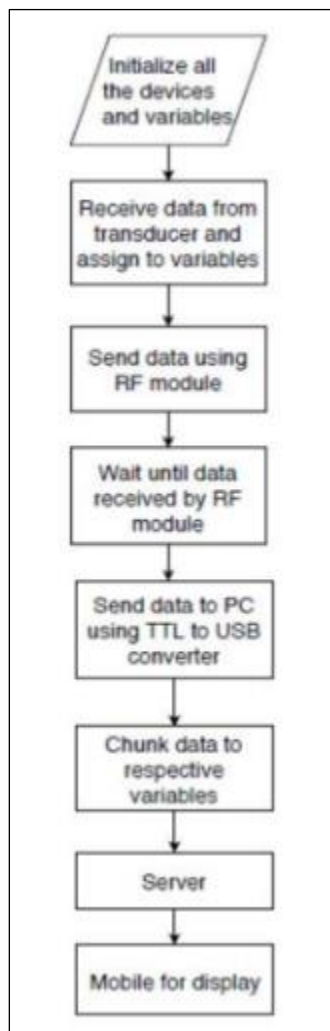 Initialize all
the devices
and variables
Receive data from
transducer and
assign to variables
Send data using
RF module
Wait until data
received by RF
module
Send data to PC
using TTL to USB
converter
Chunk data to
respective
variables
Server
Mobile for display